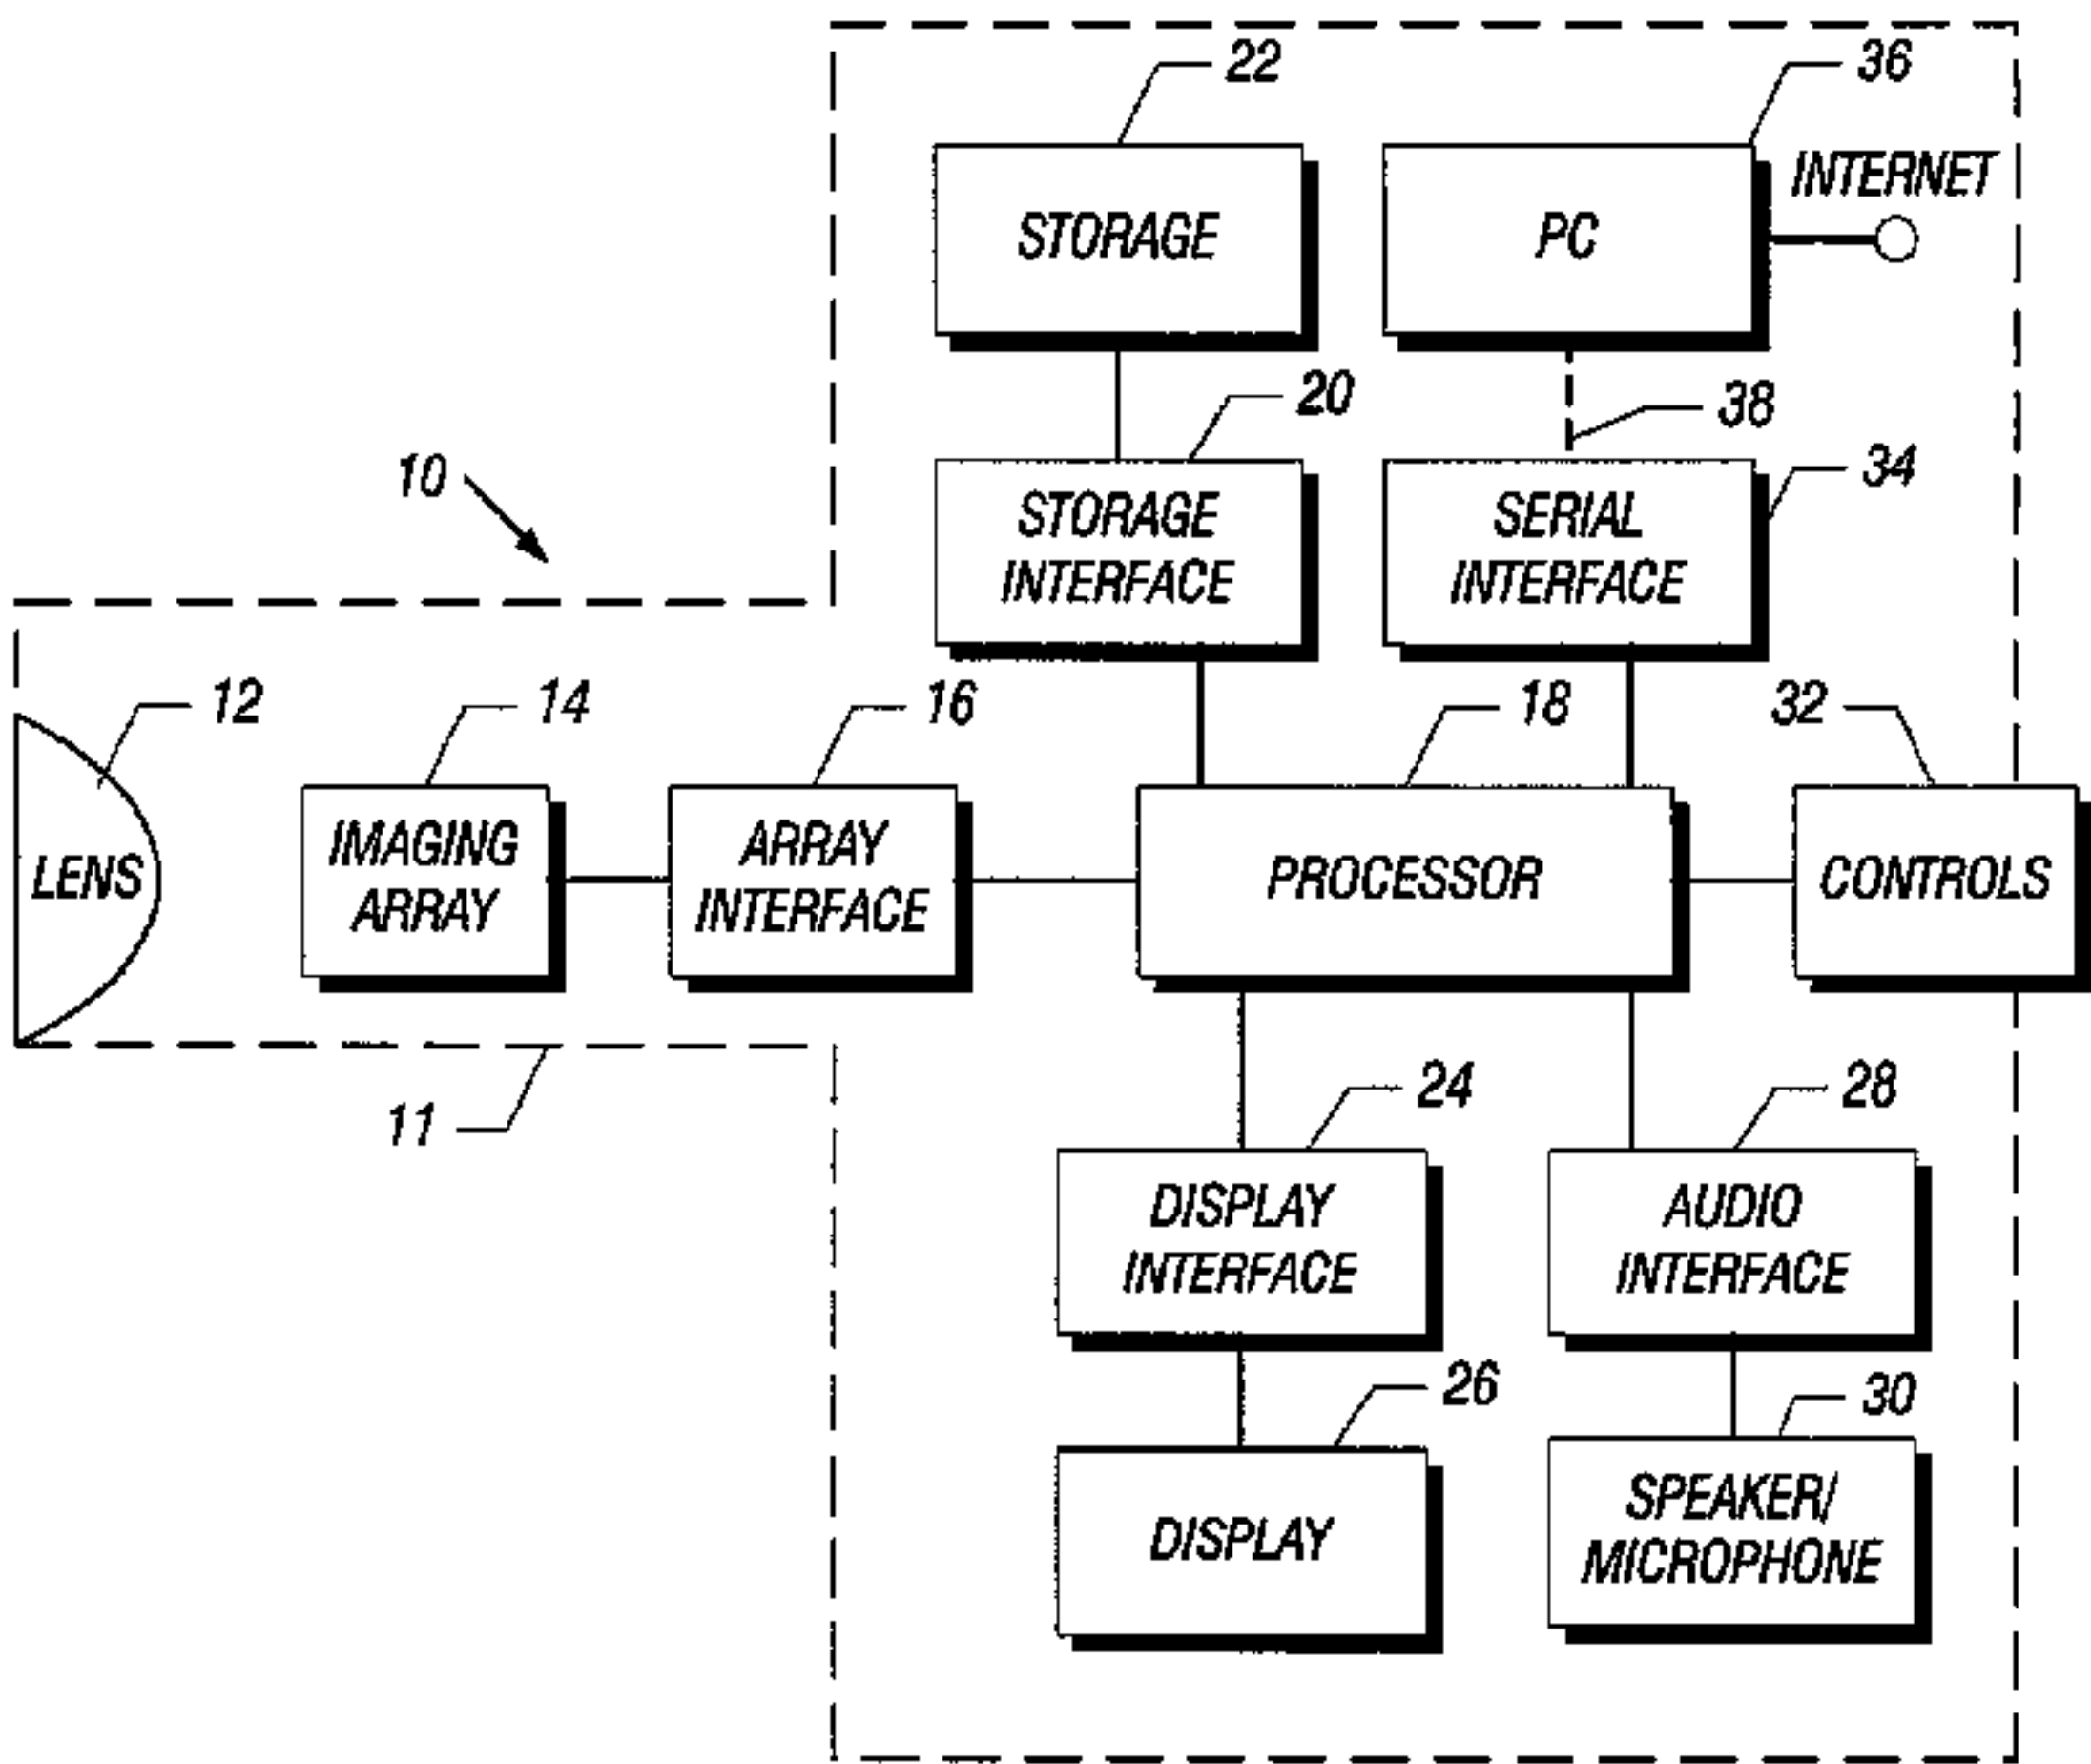 22
36
INTERNET
STORAGE
PC
20
38
10
34
STORAGE
INTERFACE
SERIAL
INTERFACE
12
14
16
18
32
LENS
IMAGING
ARRAY
ARRAY
INTERFACE
PROCESSOR
CONTROLS
11
24
28
DISPLAY
INTERFACE
AUDIO
INTERFACE
26
30
DISPLAY
SPEAKER/
MICROPHONE